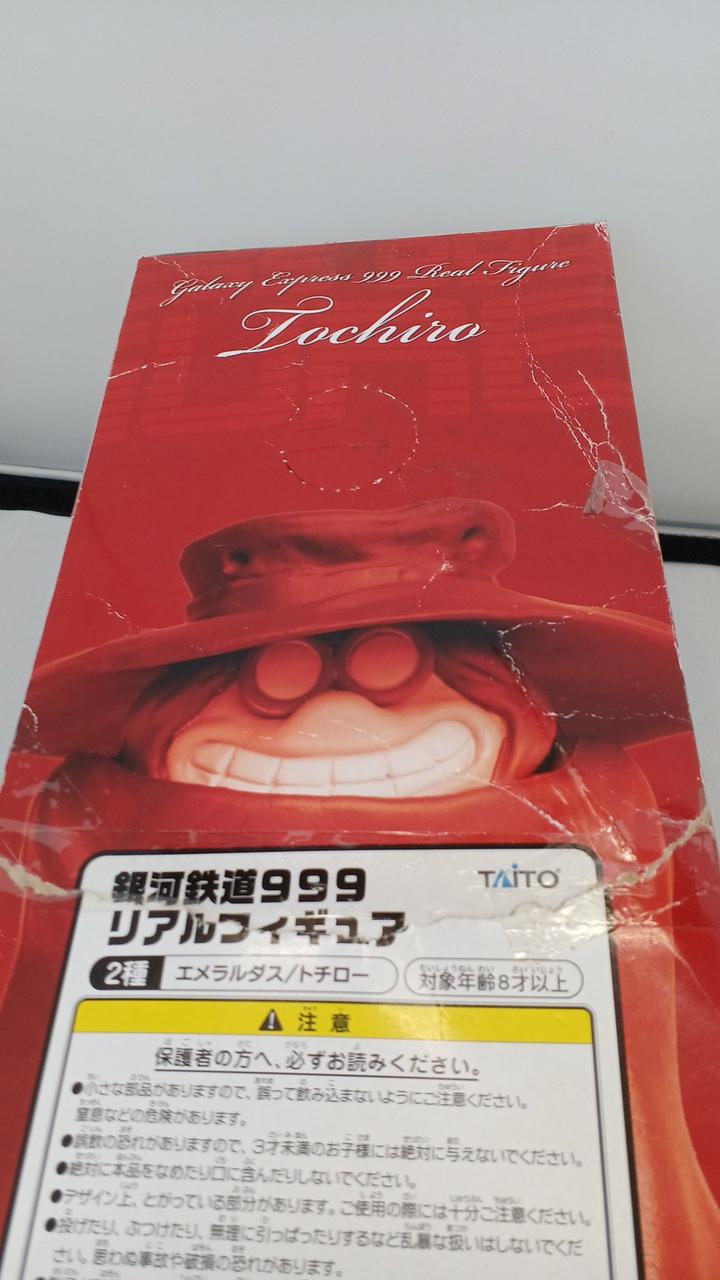 Galaxy Express 999 Real Figure
Tochiro
銀河鉄道999
リアルフィギュア
TAITO
2種 エメラルダス/トチロー
対象年齢8才以上
注意
保護者の方へ、必ずお読みください。
●小さな部品がありますので、誤って飲み込まないようにご注意ください。
窒息などの危険があります。
●誤飲の恐れがありますので、3才未満のお子様には絶対に与えないでください。
●絶対に本品をなめたり口に含んだりしないでください。
●デザイン上、とがっている部分があります。ご使用の際には十分ご注意ください。
●投げたり、ぶつけたり、無理に引っぱったりするなど乱暴な扱いはしないでくだ
さい。思わぬ事故や破損の恐れがあります。